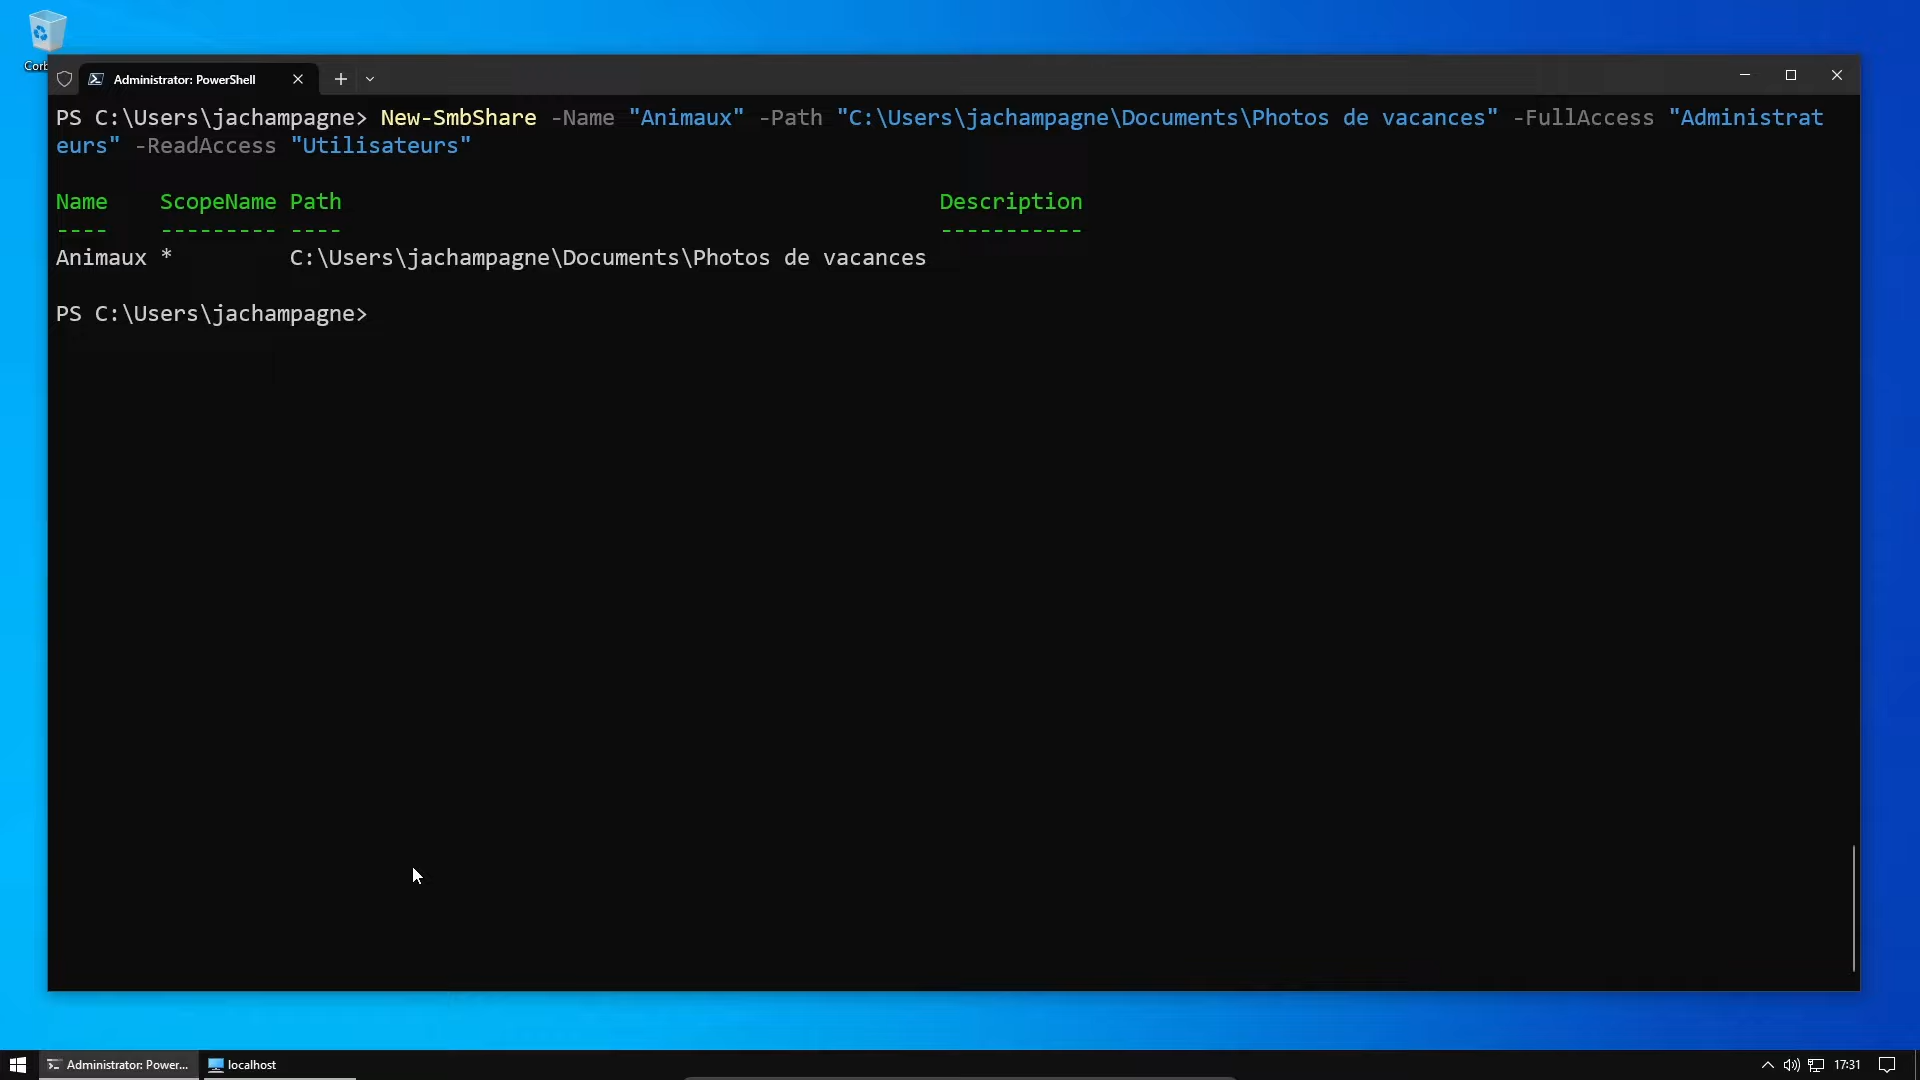 Corb
Administrator: PowerShell
PS C:\Users\jachampagne> New-SmbShare -Name "Animaux" -Path "C:\Users\jachampagne\Documents\Photos de vacances" -FullAccess "Administrat
eurs" -ReadAccess "Utilisateurs"
Name ScopeName Path Description
---- --------- ---- -----------
Animaux * C:\Users\jachampagne\Documents\Photos de vacances
PS C:\Users\jachampagne>
Administrator: Power...
localhost
17:31